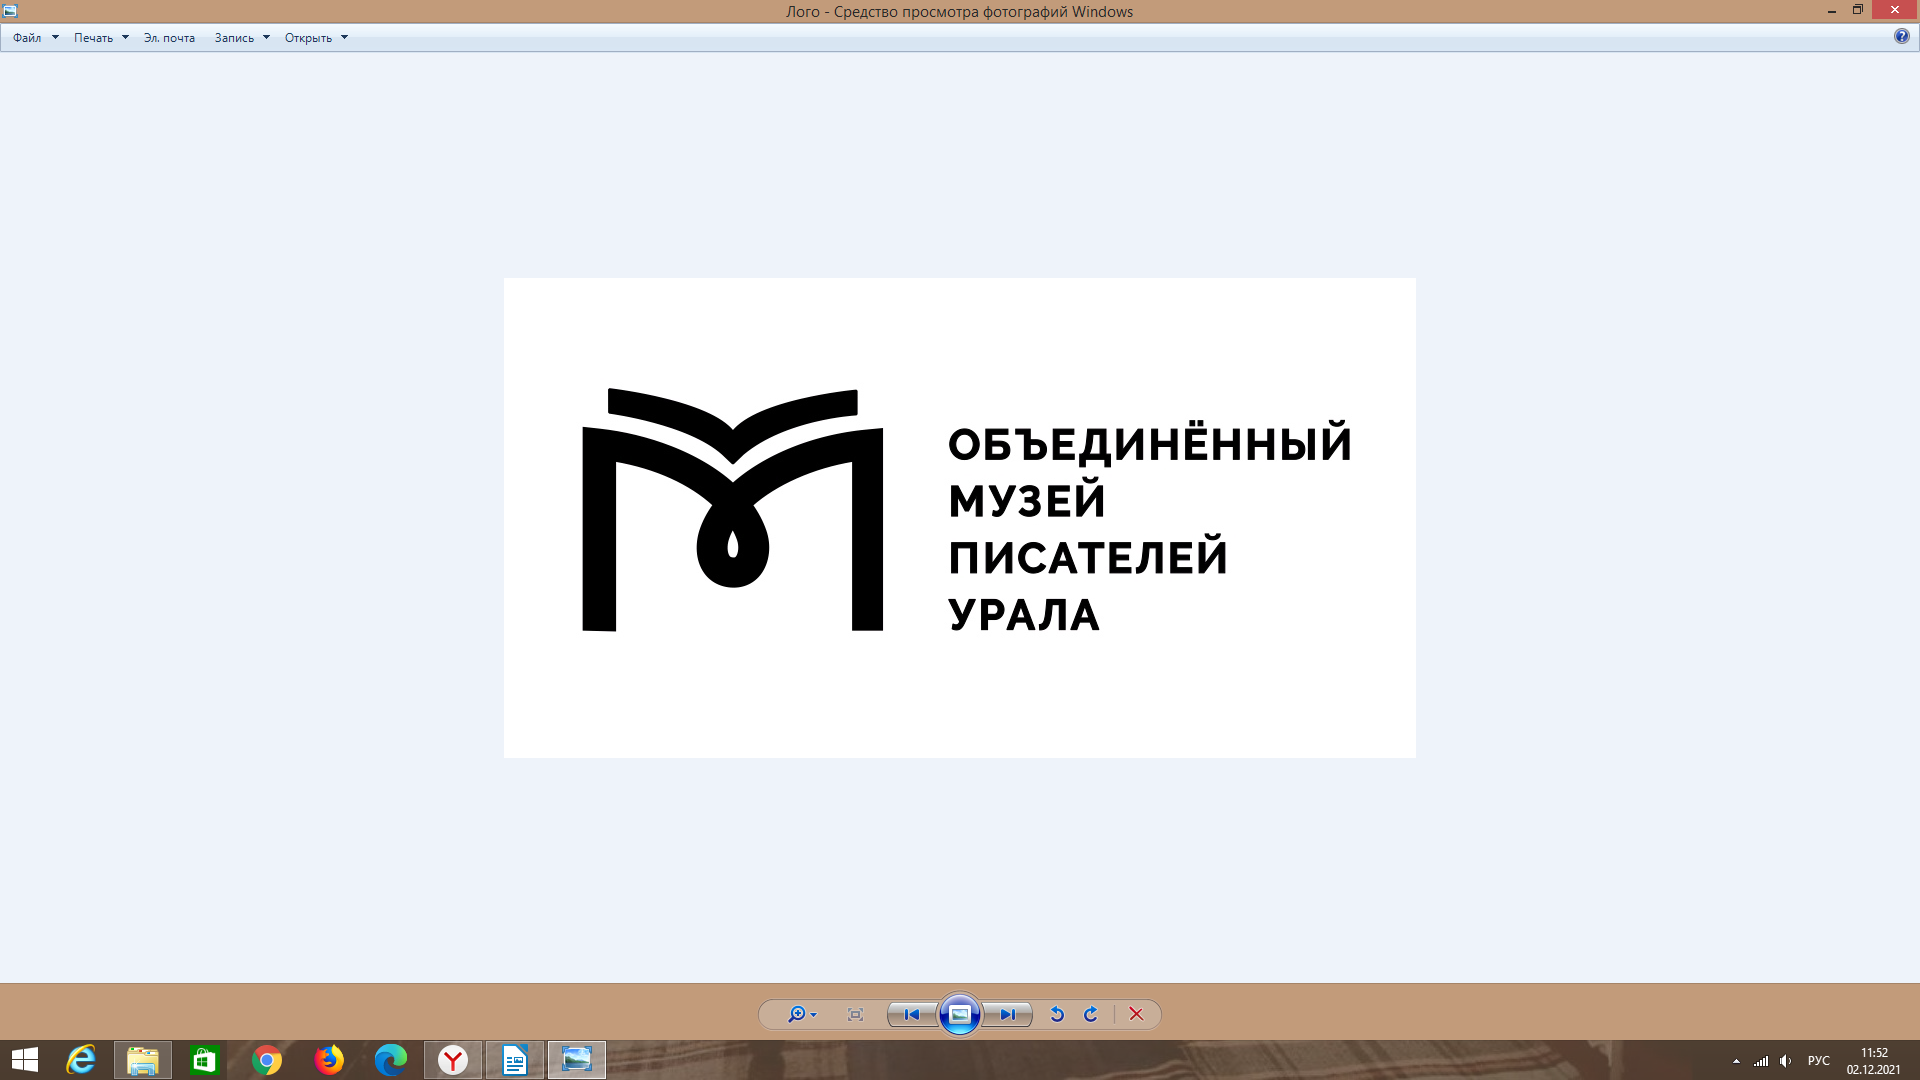 Лого - Средство просмотра фотографий Windows
Файл Печать Эл. почта Запись Открыть
ОБЪЕДИНЁННЫЙ
МУЗЕЙ
ПИСАТЕЛЕЙ
УРАЛА
РУС
11:52
02.12.2021